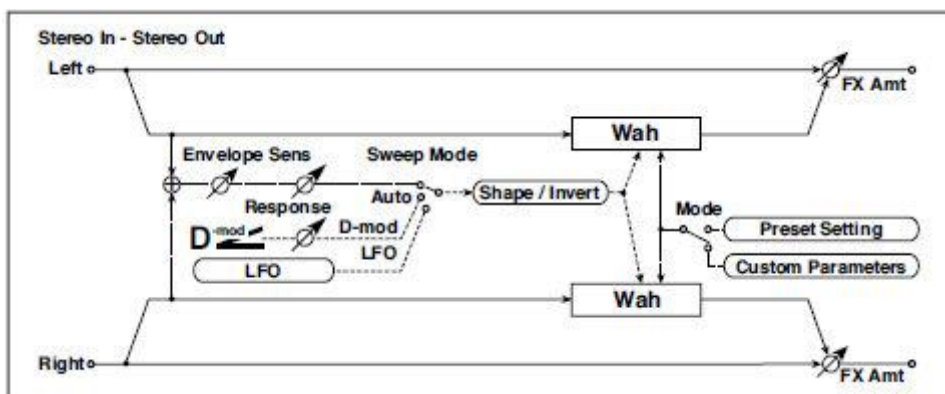 Stereo In - Stereo Out
Left
FX Amt
Wah
Envelope Sens
Sweep Mode
Auto
Shape / Invert
Response
Mode
D-mod
D-mod
Preset Setting
LFO
LFO
Custom Parameters
Wah
Right
FX Amt